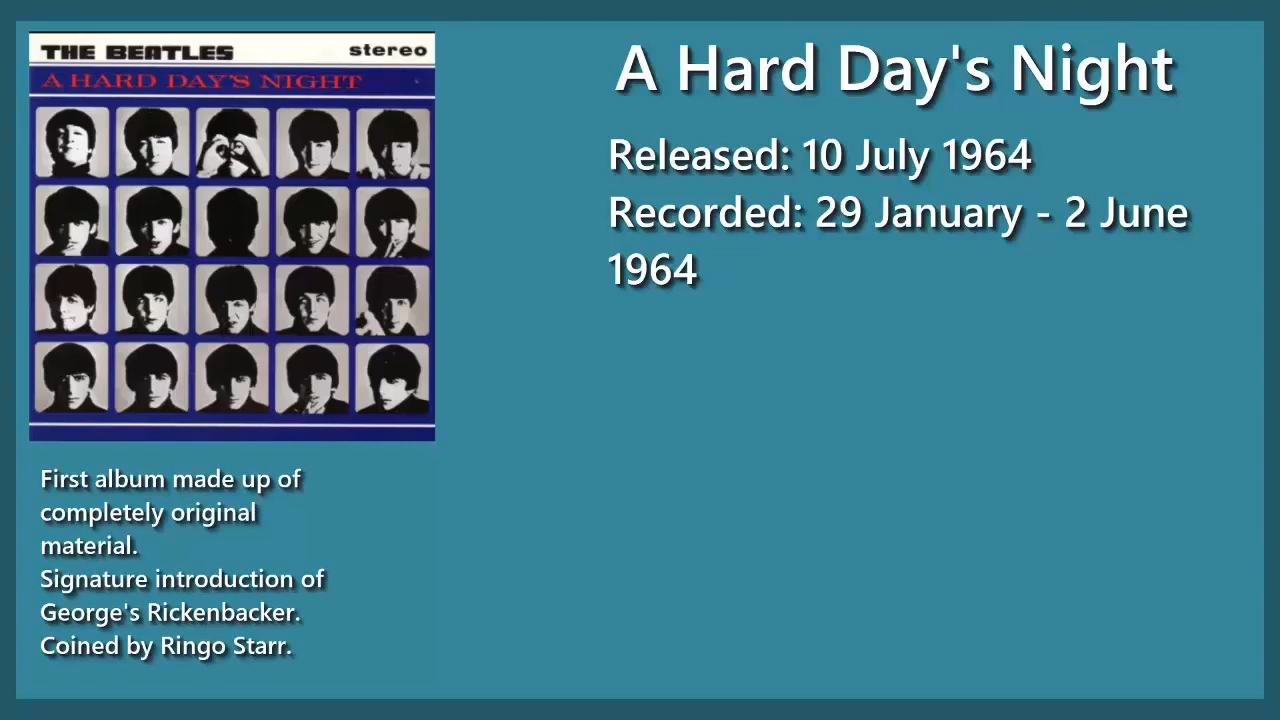 THE BEATLES stereo
A HARD DAY'S NIGHT
A Hard Day's Night
Released: 10 July 1964
Recorded: 29 January - 2 June
1964
First album made up of
completely original
material.
Signature introduction of
George's Rickenbacker.
Coined by Ringo Starr.